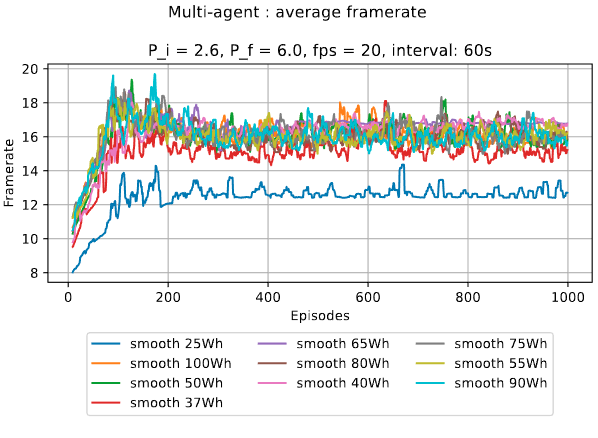 Multi-agent : average framerate
P_i = 2.6, P_f = 6.0, fps = 20, interval: 60s
20
18
16
14
12
10
8
Framerate
0 200 400 600 800 1000
Episodes
smooth 25Wh smooth 65Wh smooth 75Wh
smooth 100Wh smooth 80Wh smooth 55Wh
smooth 50Wh smooth 40Wh smooth 90Wh
smooth 37Wh